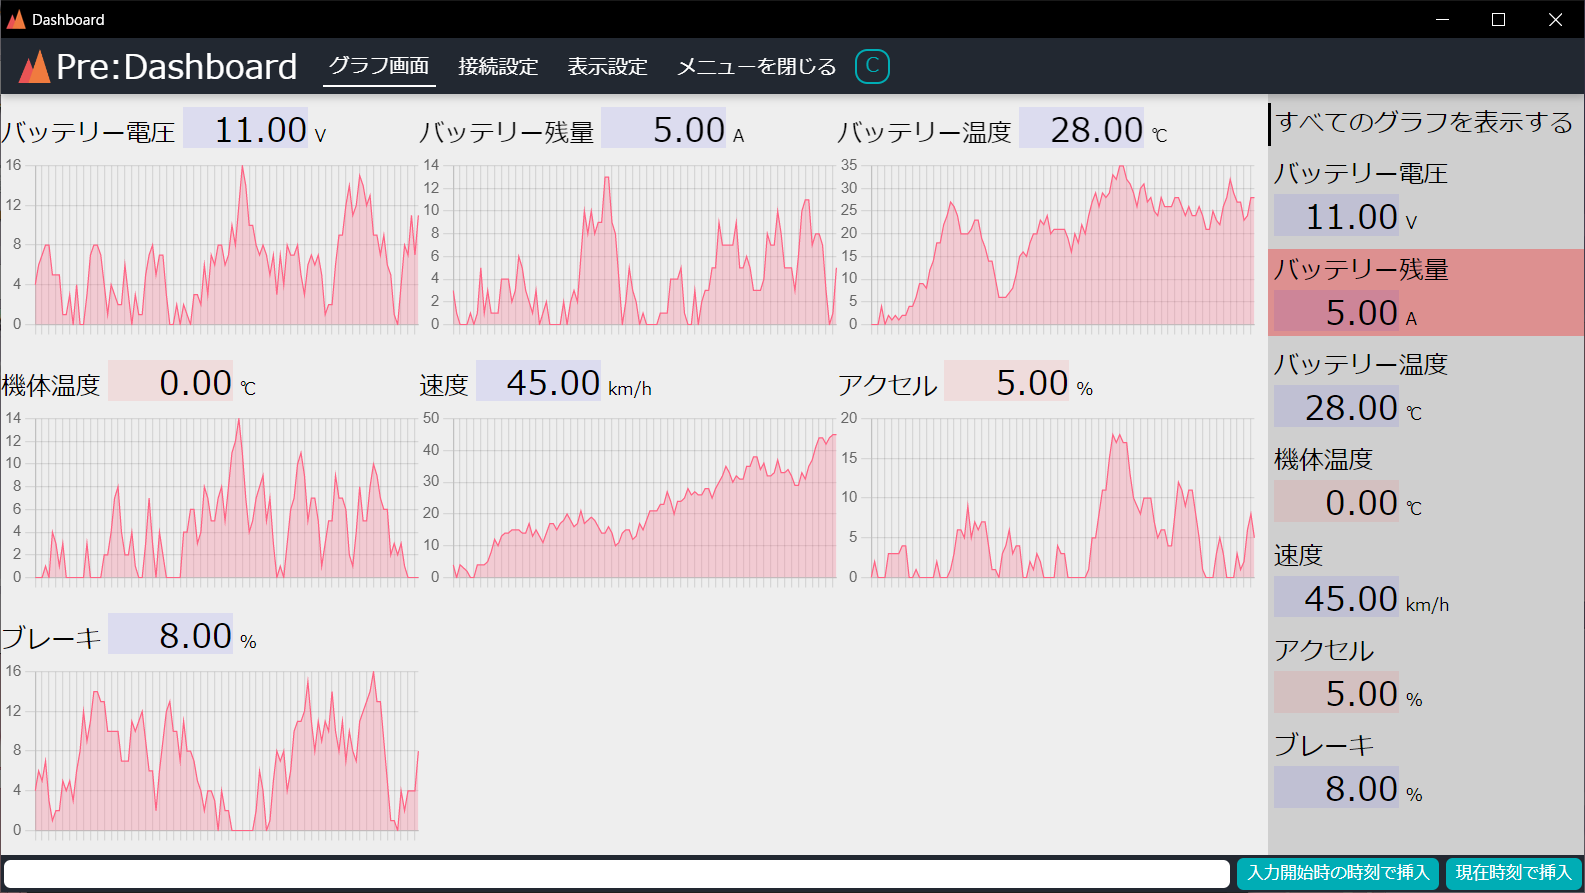 Dashboard
Pre:Dashboard グラフ画面 接続設定 表示設定 メニューを閉じる C
バッテリー電圧 11.00 V
16
12
8
4
0
バッテリー残量 5.00 A
14
12
10
8
6
4
2
0
バッテリー温度 28.00 ℃
35
30
25
20
15
10
5
0
機体温度 0.00 ℃
14
12
10
8
6
4
2
0
速度 45.00 km/h
50
40
30
20
10
0
アクセル 5.00 %
20
15
10
5
0
ブレーキ 8.00 %
16
12
8
4
0
すべてのグラフを表示する
バッテリー電圧
11.00 V
バッテリー残量
5.00 A
バッテリー温度
28.00 ℃
機体温度
0.00 ℃
速度
45.00 km/h
アクセル
5.00 %
ブレーキ
8.00 %
入力開始時の時刻で挿入 現在時刻で挿入